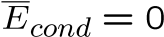 $\overline{E}_{cond} = 0$